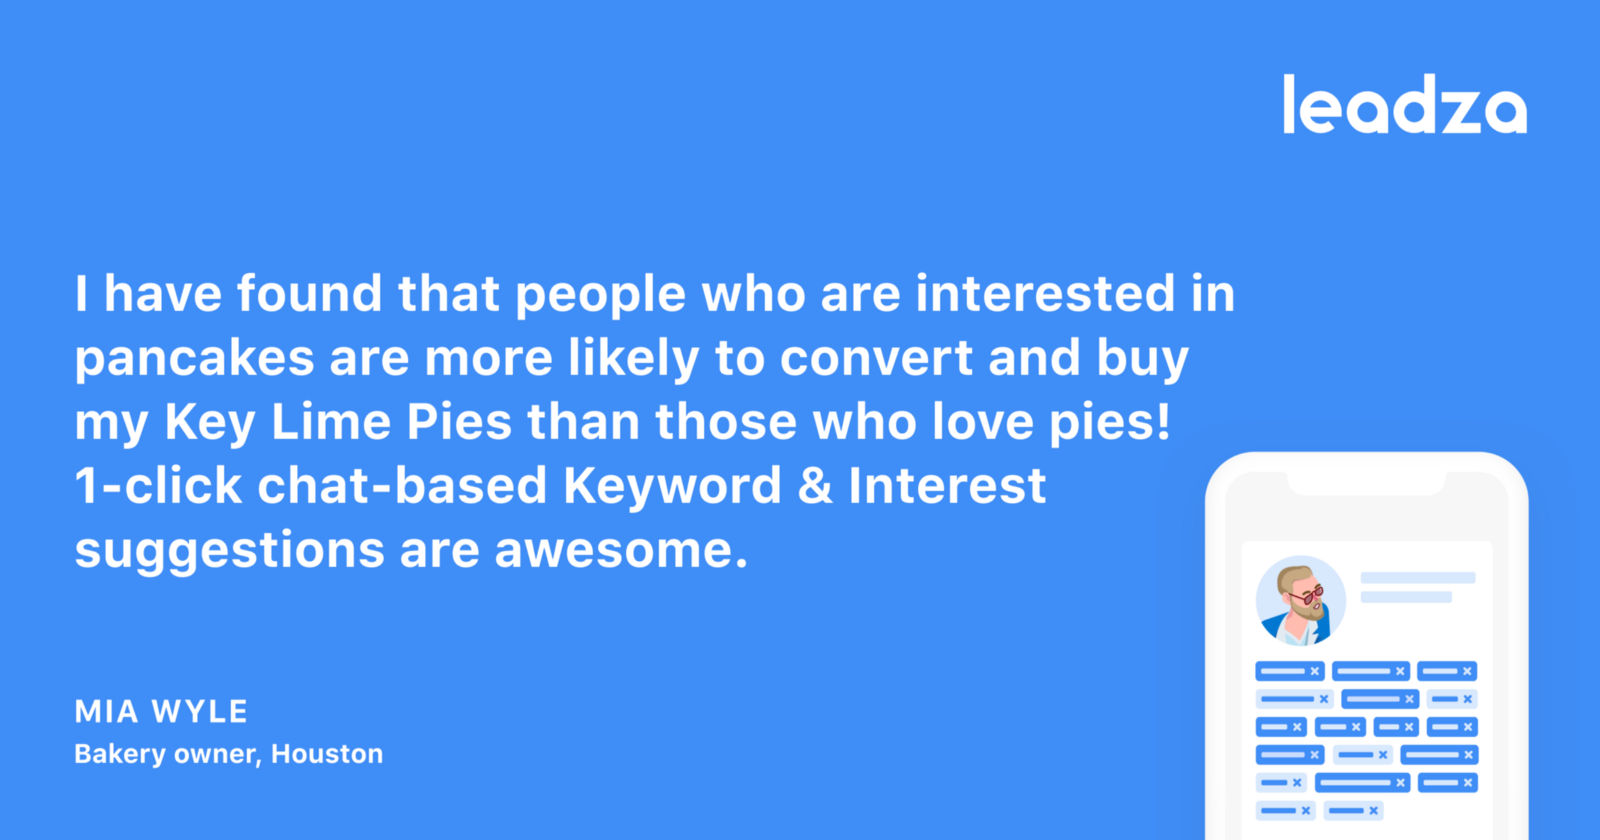 leadza
I have found that people who are interested in
pancakes are more likely to convert and buy
my Key Lime Pies than those who love pies!
1-click chat-based Keyword & Interest
suggestions are awesome.
MIA WYLE
Bakery owner, Houston